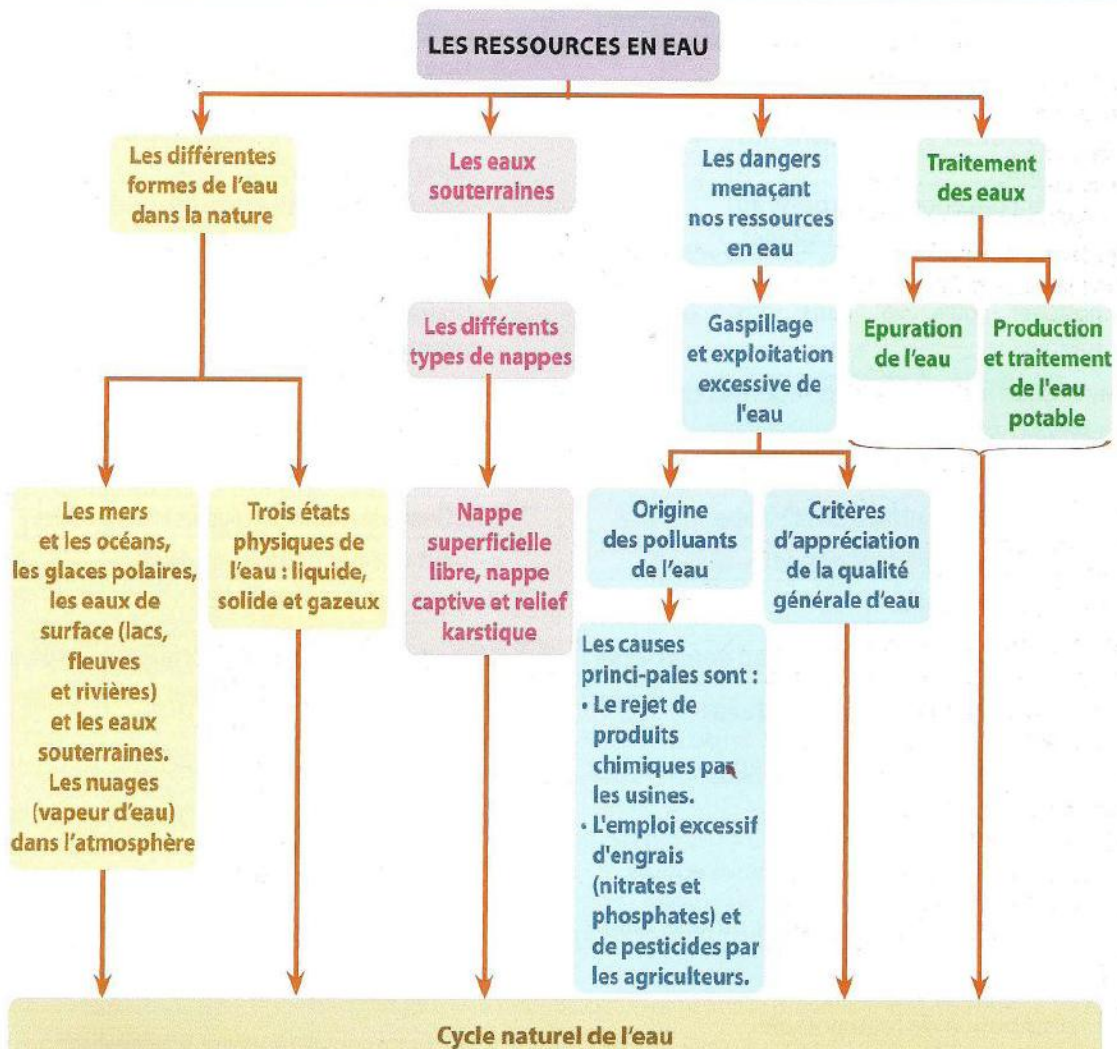 LES RESSOURCES EN EAU
Les différentes
formes de l'eau
dans la nature
Les eaux
souterraines
Les dangers
menaçant
nos ressources
en eau
Traitement
des eaux
Les différents
types de nappes
Gaspillage
et exploitation
excessive de
l'eau
Epuration
de l'eau
Production
et traitement
de l'eau
potable
Les mers
et les océans,
les glaces polaires,
les eaux de
surface (lacs,
fleuves
et rivières)
et les eaux
souterraines.
Les nuages
(vapeur d'eau)
dans l'atmosphère
Trois états
physiques de
l'eau : liquide,
solide et gazeux
Nappe
superficielle
libre, nappe
captive et relief
karstique
Origine
des polluants
de l'eau
Critères
d'appréciation
de la qualité
générale d'eau
Les causes
princi-pales sont :
• Le rejet de
produits
chimiques par
les usines.
• L'emploi excessif
d'engrais
(nitrates et
phosphates) et
de pesticides par
les agriculteurs.
Cycle naturel de l'eau